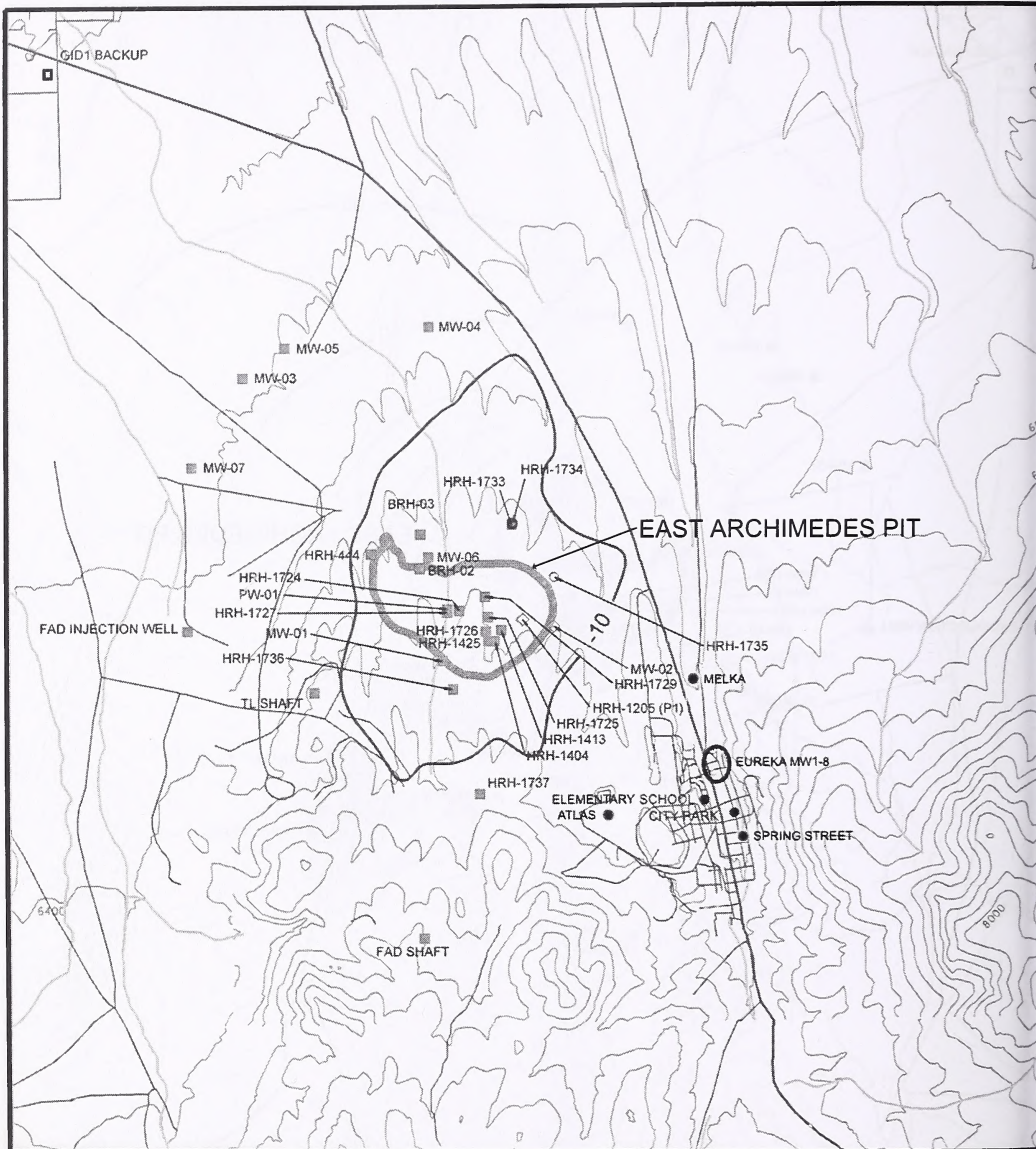 GID1 BACKUP
MW-04
MW-05
MW-03
MW-07
HRH-1734
HRH-1733
BRH-03
EAST ARCHIMEDES PIT
HRH-444
MW-06
BRH-02
HRH-1724
PW-01
HRH-1727
-10
FAD INJECTION WELL
MW-01
HRH-1726
HRH-1425
HRH-1735
HRH-1736
MW-02
HRH-1729
MELKA
TL SHAFT
HRH-1205 (P1)
HRH-1725
HRH-1413
HRH-1404
EUREKA MW1-8
HRH-1737
ELEMENTARY SCHOOL
ATLAS
CITY PARK
SPRING STREET
6400
8000
FAD SHAFT